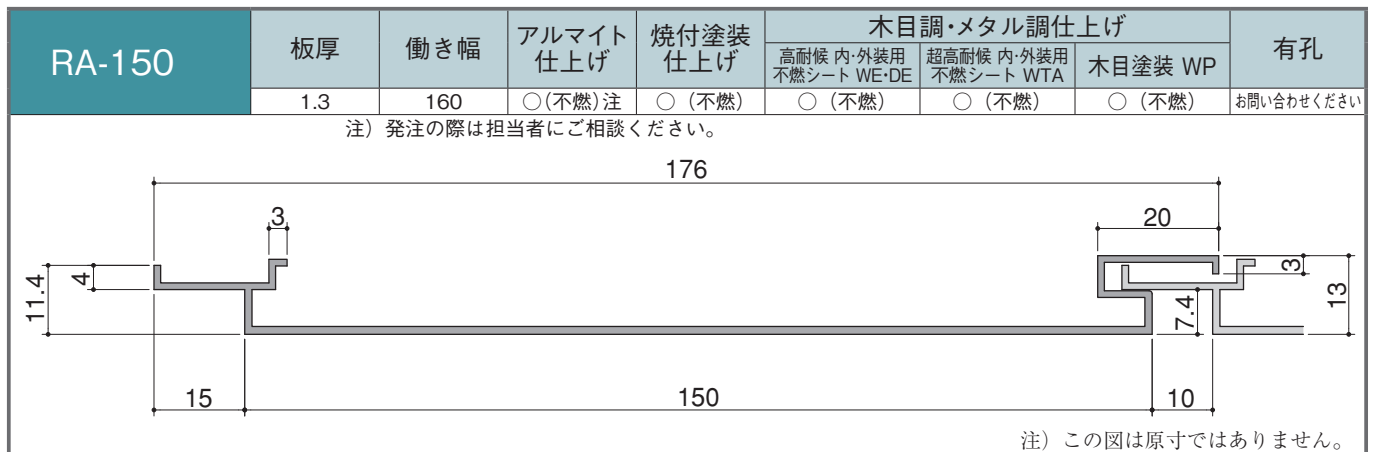 RA-150
板厚
働き幅
アルマイト
仕上げ
焼付塗装
仕上げ
木目調・メタル調仕上げ
高耐候 内・外装用
不燃シート WE・DE
超高耐候 内・外装用
不燃シート WTA
木目塗装 WP
有孔
1.3
160
○(不燃)注
○ (不燃)
○ (不燃)
○ (不燃)
○ (不燃)
お問い合わせください
注）発注の際は担当者にご相談ください。
176
3
20
11.4
4
3
13
7.4
15
150
10
注）この図は原寸ではありません。